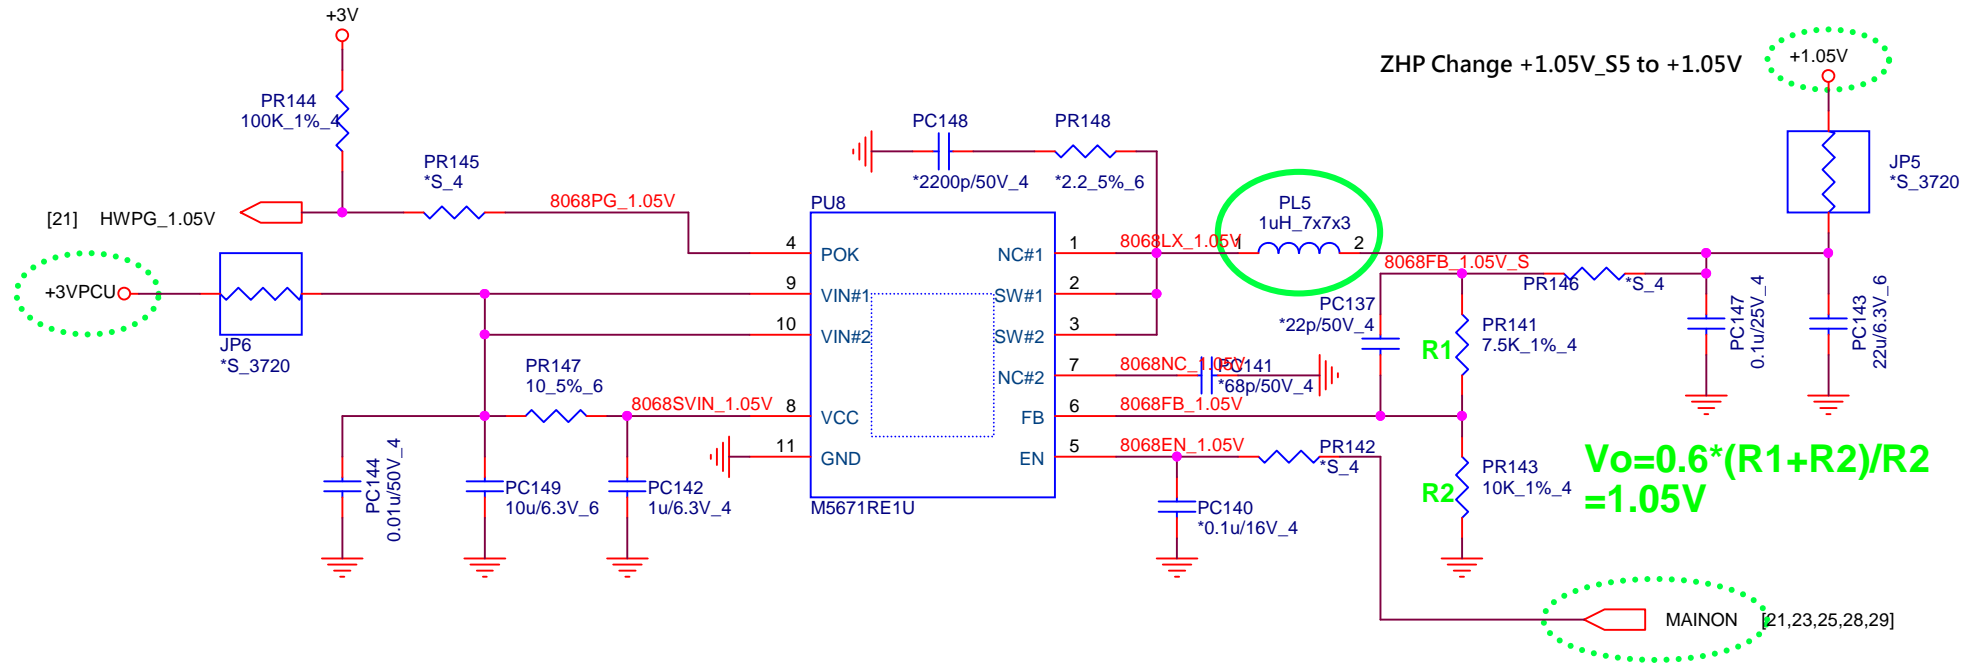 +3V
ZHP Change +1.05V_S5 to +1.05V
+1.05V
PR144
100K_1%_4
PC148
*2200p/50V_4
PR148
*2.2_5%_6
JP5
*S_3720
PR145
*S_4
[21] HWPG_1.05V
8068PG_1.05V
PU8
PL5
1uH_7x7x3
1
2
8068LX_1.05V
8068FB_1.05V_S
4
POK
NC#1
1
+3VPCU
JP6
*S_3720
9
VIN#1
SW#1
2
10
VIN#2
SW#2
3
PC137
*22p/50V_4
PR146
*S_4
PR141
7.5K_1%_4
R1
PC147
0.1u/25V_4
PC143
22u/6.3V_6
NC#2
7
8068NC_1.05V
PC141
*68p/50V_4
PR147
10_5%_6
8068SVIN_1.05V
8
VCC
FB
6
8068FB_1.05V
11
GND
EN
5
8068EN_1.05V
PR142
*S_4
PR143
10K_1%_4
R2
Vo=0.6*(R1+R2)/R2
=1.05V
PC144
0.01u/50V_4
PC149
10u/6.3V_6
PC142
1u/6.3V_4
M5671RE1U
PC140
*0.1u/16V_4
MAINON [21,23,25,28,29]